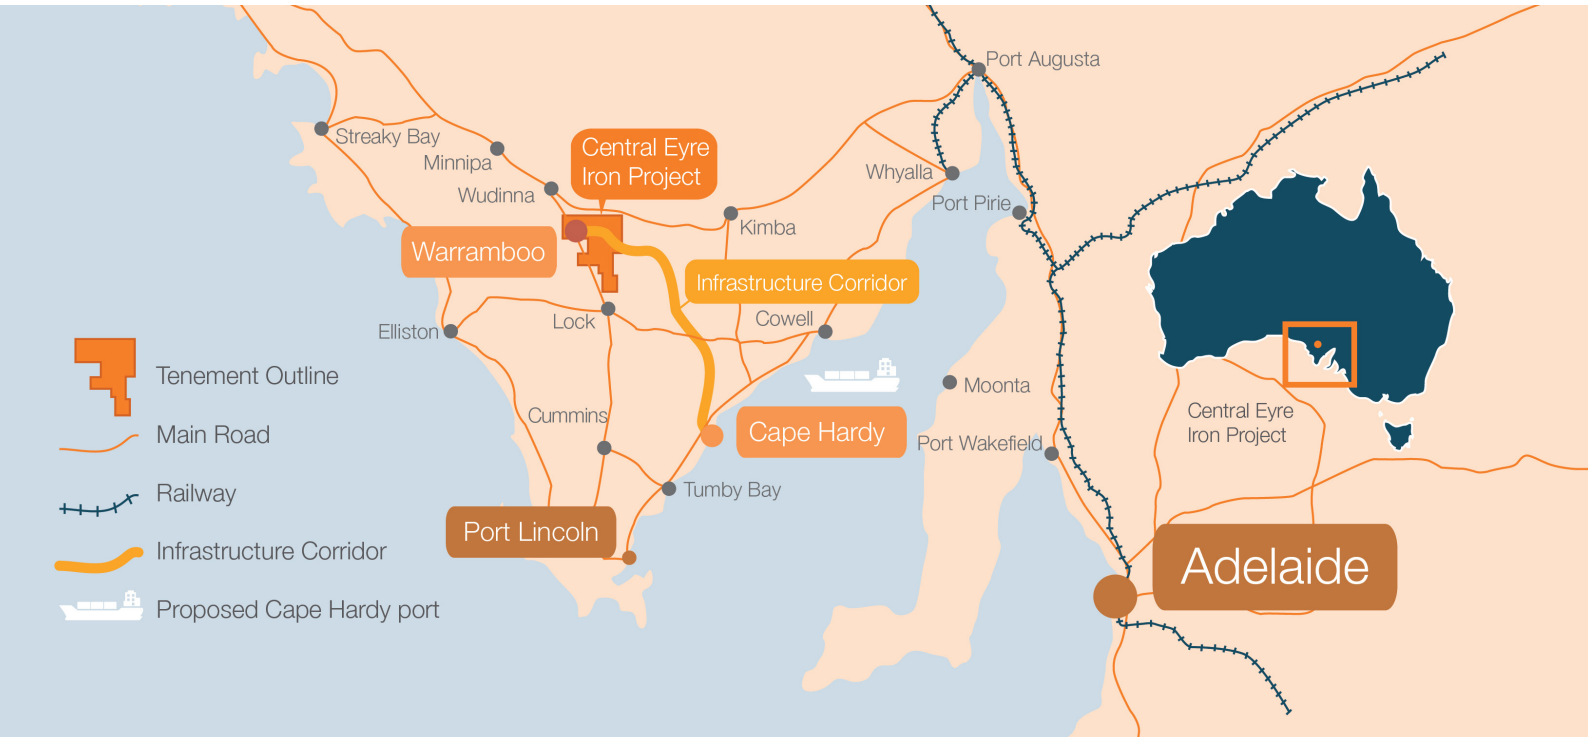 Port Augusta
Streaky Bay
Minnipa
Central Eyre
Iron Project
Whyalla
Wudinna
Port Pirie
Kimba
Warramboo
Infrastructure Corridor
Lock
Cowell
Elliston
Tenement Outline
Moonta
Cummins
Central Eyre
Iron Project
Main Road
Cape Hardy
Port Wakefield
Railway
Tumby Bay
Port Lincoln
Infrastructure Corridor
Adelaide
Proposed Cape Hardy port